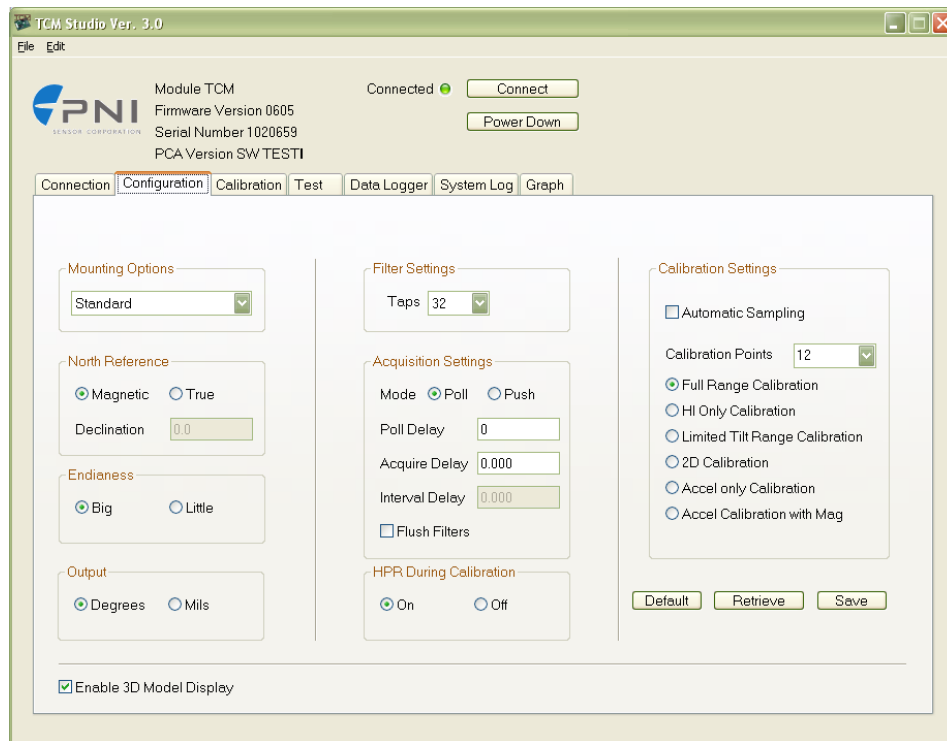 TCM Studio Ver. 3.0
File Edit
PNI
SENSOR CORPORATION
Module TCM
Firmware Version 0605
Serial Number 1020659
PCA Version SW TESTI
Connected
Connect
Power Down
Connection Configuration Calibration Test Data Logger System Log Graph
Mounting Options
Standard
North Reference
Magnetic True
Declination 0.0
Endianess
Big Little
Output
Degrees Mils
Filter Settings
Taps 32
Acquisition Settings
Mode Poll Push
Poll Delay 0
Acquire Delay 0.000
Interval Delay 0.000
Flush Filters
HPR During Calibration
On Off
Calibration Settings
Automatic Sampling
Calibration Points 12
Full Range Calibration
HI Only Calibration
Limited Tilt Range Calibration
2D Calibration
Accel only Calibration
Accel Calibration with Mag
Default Retrieve Save
Enable 3D Model Display